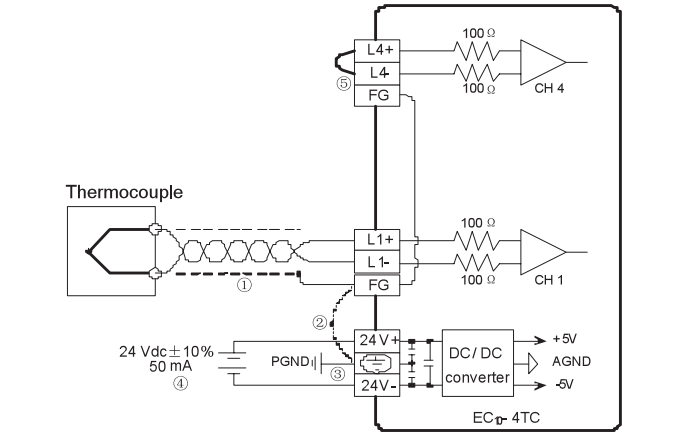 100 Ω
L4+
L4-
⑤
FG
100 Ω
CH 4
Thermocouple
100 Ω
L1+
L1-
①
FG
100 Ω
CH 1
②
24V+
+5V
24 Vdc ± 10%
50 mA
④
PGND
③
DC/DC
converter
AGND
24V-
-5V
EC10-4TC